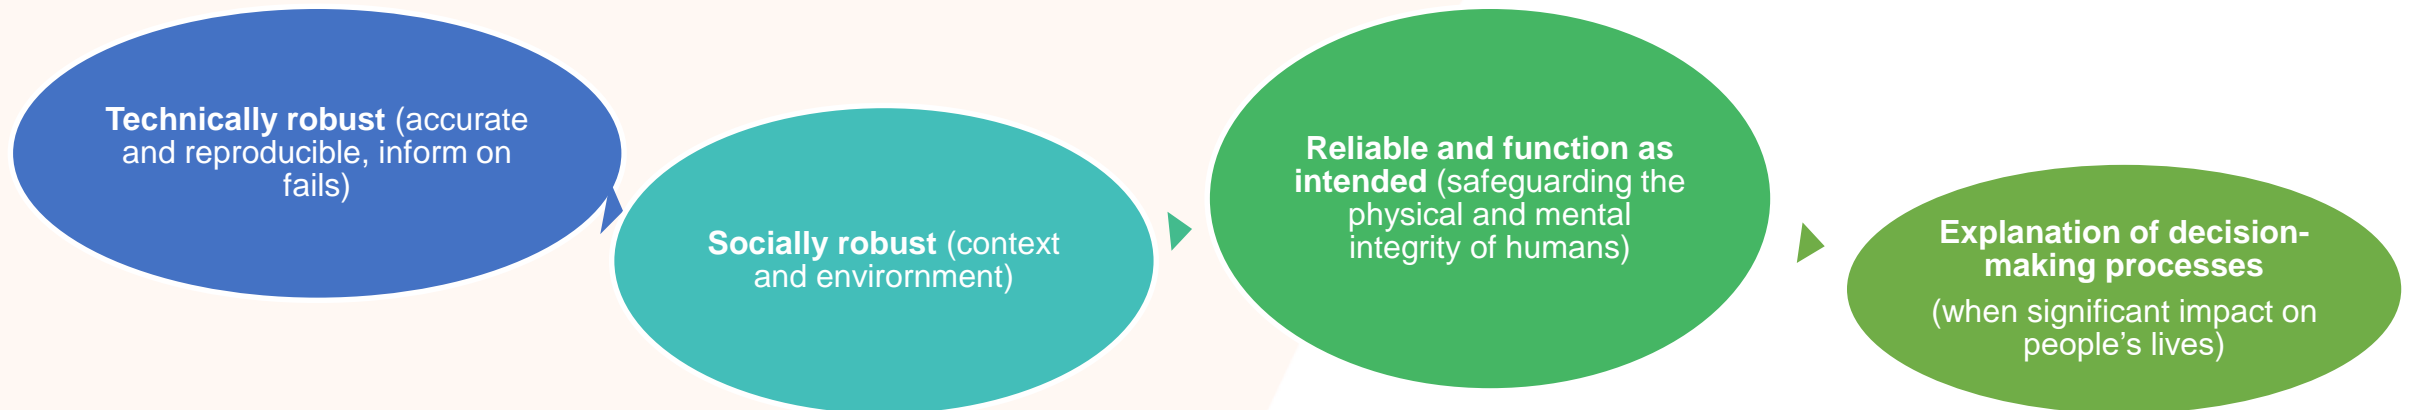 Technically robust (accurate
and reproducible, inform on
fails)
Socially robust (context
and envirornment)
Reliable and function as
intended (safeguarding the
physical and mental
integrity of humans)
Explanation of decision-
making processes
(when significant impact on
people’s lives)